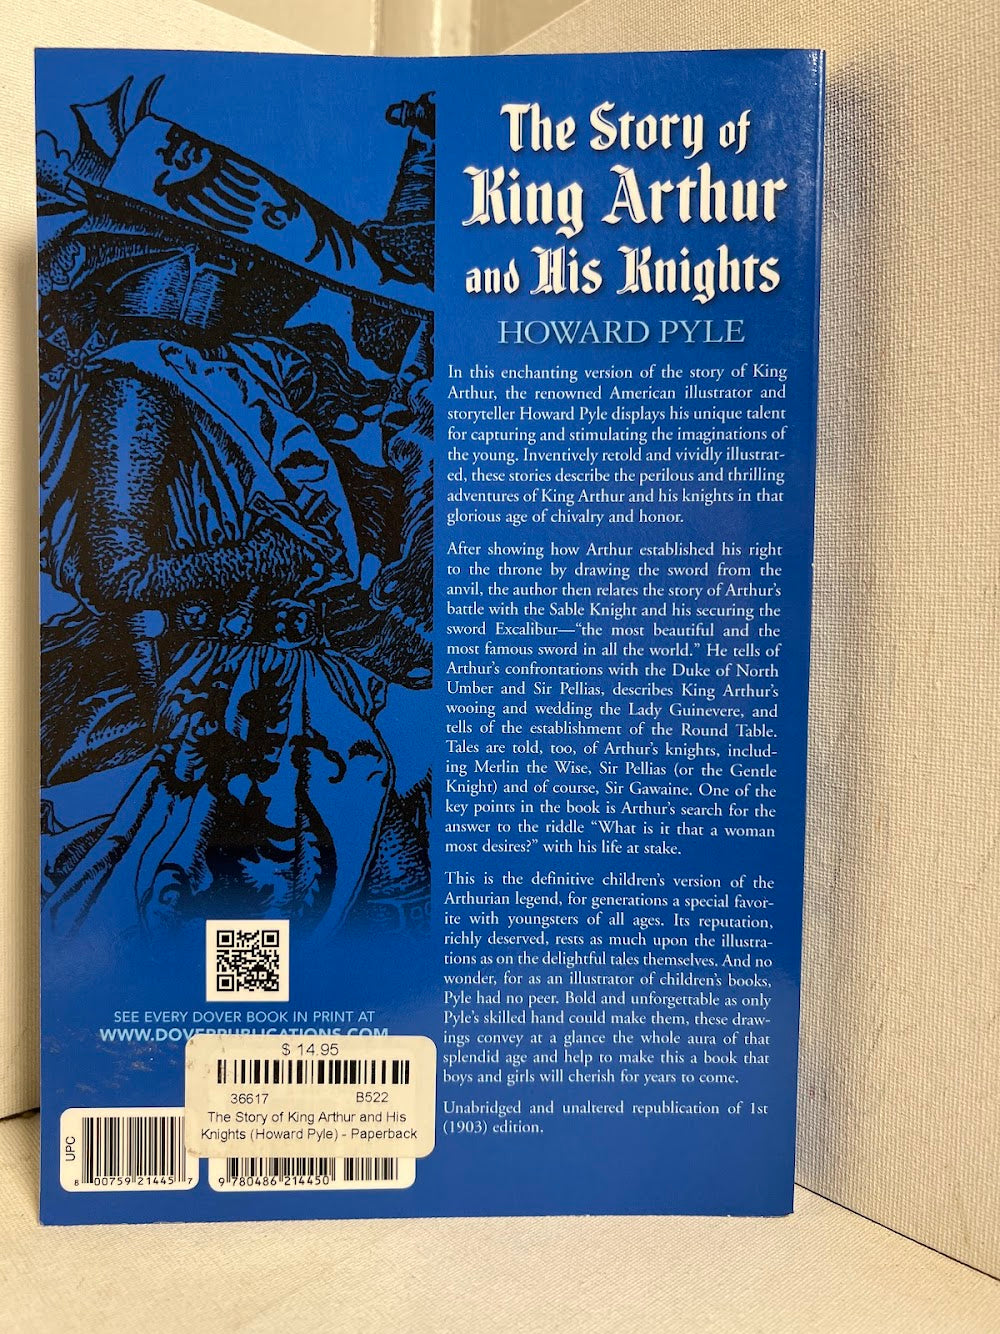 The Story of
King Arthur
and His Knights
HOWARD PYLE
In this enchanting version of the story of King
Arthur, the renowned American illustrator and
storyteller Howard Pyle displays his unique talent
for capturing and stimulating the imaginations of
the young. Inventively retold and vividly illustrat-
ed, these stories describe the perilous and thrilling
adventures of King Arthur and his knights in that
glorious age of chivalry and honor.
After showing how Arthur established his right
to the throne by drawing the sword from the
anvil, the author then relates the story of Arthur's
battle with the Sable Knight and his securing the
sword Excalibur—"the most beautiful and the
most famous sword in all the world." He tells of
Arthur's confrontations with the Duke of North
Umber and Sir Pellias, describes King Arthur's
wooing and wedding the Lady Guinevere, and
tells of the establishment of the Round Table.
Tales are told, too, of Arthur's knights, includ-
ing Merlin the Wise, Sir Pellias (or the Gentle
Knight) and of course, Sir Gawaine. One of the
key points in the book is Arthur's search for the
answer to the riddle "What is it that a woman
most desires?" with his life at stake.
This is the definitive children's version of the
Arthurian legend, for generations a special favor-
ite with youngsters of all ages. Its reputation,
richly deserved, rests as much upon the illustra-
tions as on the delightful tales themselves. And no
wonder, for as an illustrator of children's books,
Pyle had no peer. Bold and unforgettable as only
Pyle's skilled hand could make them, these draw-
ings convey at a glance the whole aura of that
splendid age and help to make this a book that
boys and girls will cherish for years to come.
Unabridged and unaltered republication of 1st
(1903) edition.
SEE EVERY DOVER BOOK IN PRINT AT
WWW.DOVERPUBLICATIONS.COM
$ 14.95
36617 B522
The Story of King Arthur and His
Knights (Howard Pyle) - Paperback
UPC
8 00759 21445 7
9 780486 214450